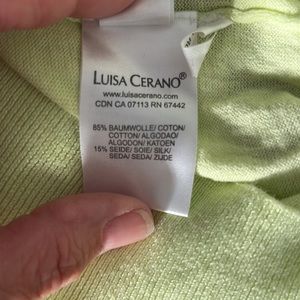 LUISA CERANO®
www.luisacerano.com
CDN CA 07113 RN 67442
85% BAUMWOLLE/ COTON/
COTTON/ ALGODAO/
ALGODON/ KATOEN
15% SEIDE/ SOIE/ SILK/
SEDA/ SEDA/ ZIJDE